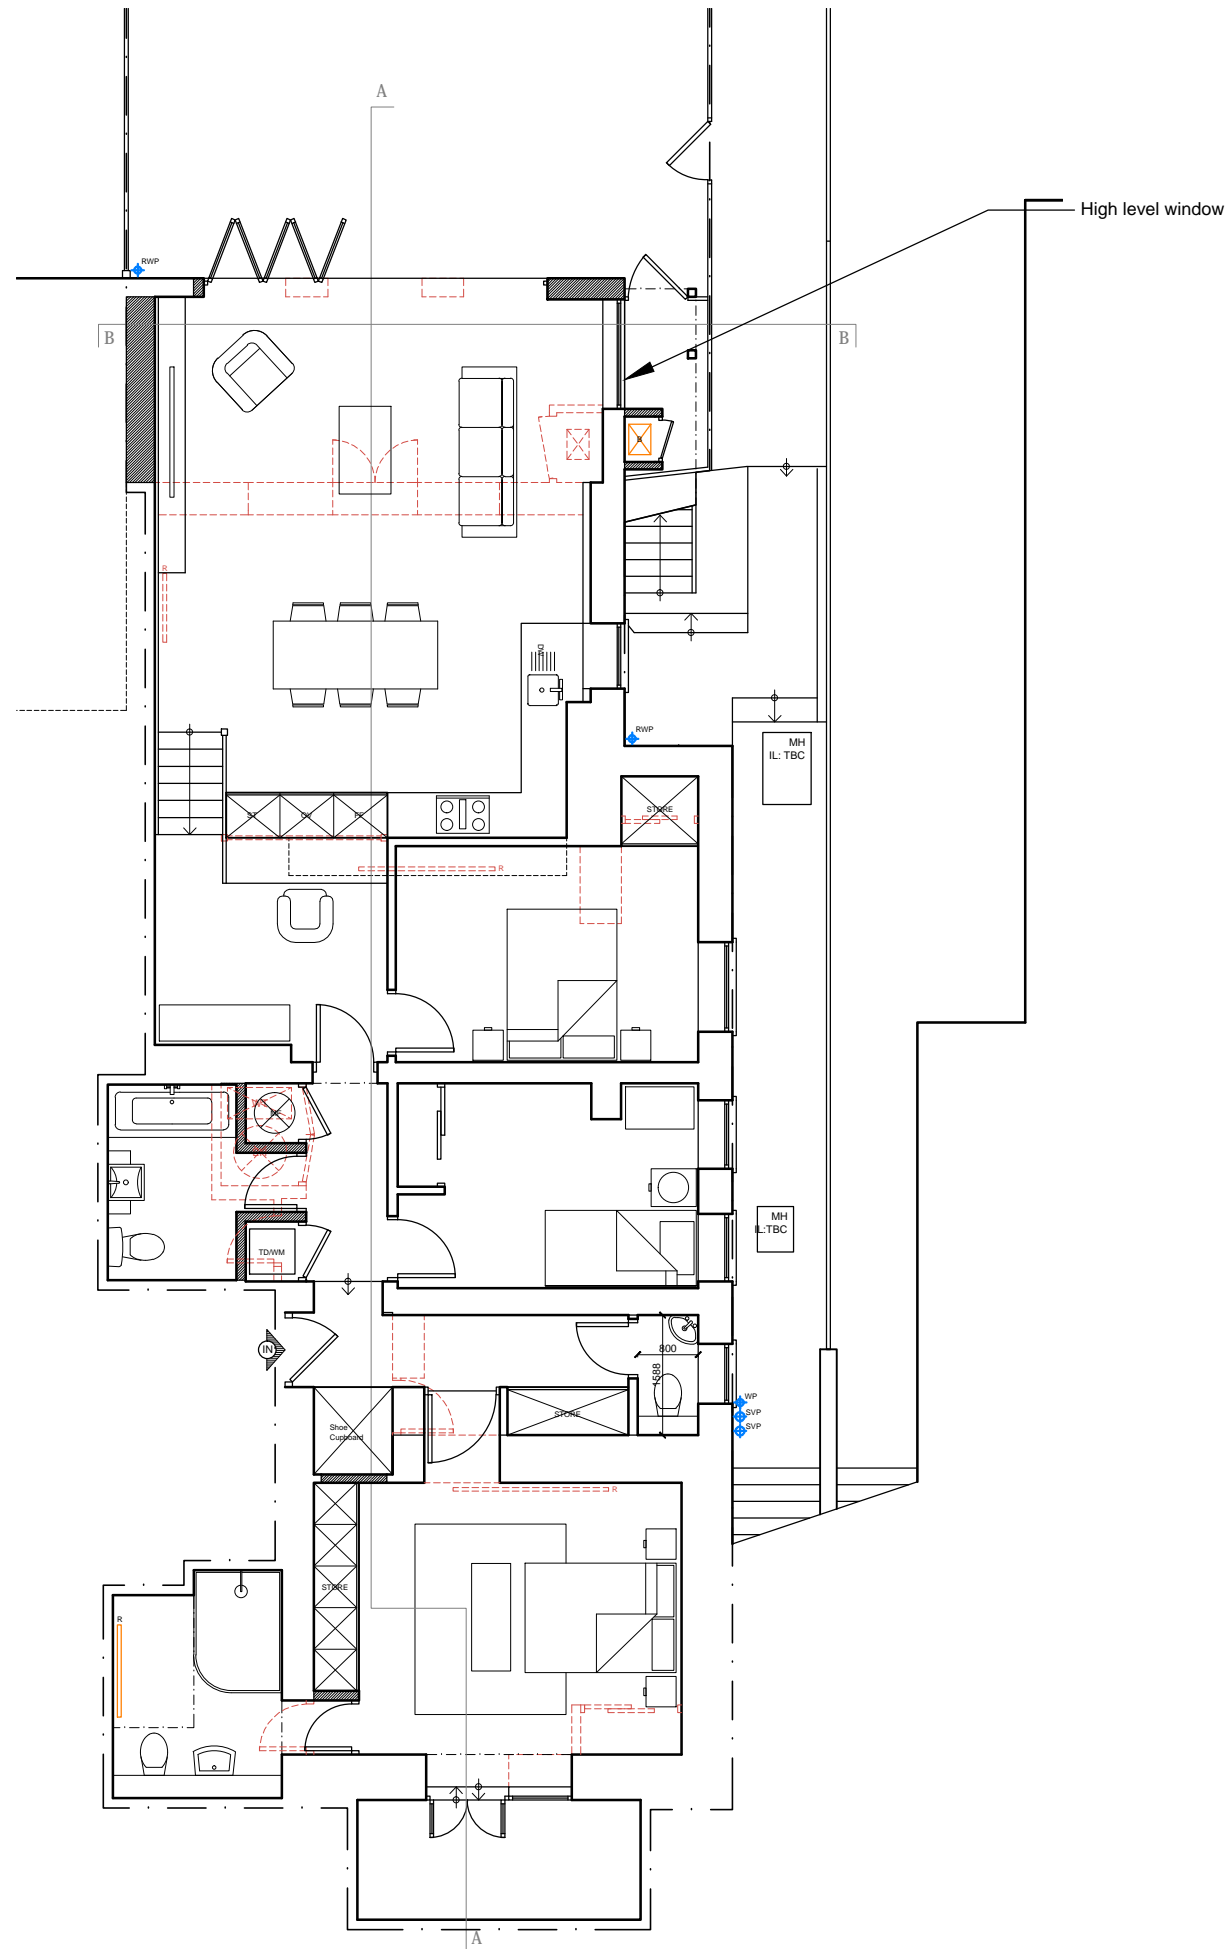 A
High level window
RWP
B
B
B
R
DW
RWP
MH
IL: TBC
ST
OV
FF
STORE
R
TD/WM
MH
IL:TBC
IN
800
1588
WP
SVP
SVP
Shoe
Cupboard
STORE
R
STORE
R
A